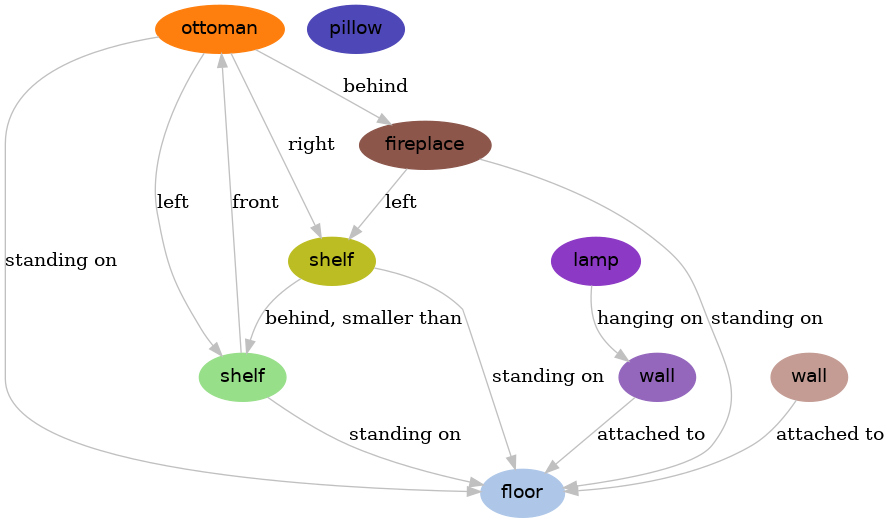 ottoman
pillow
behind
fireplace
right
left
front
left
standing on
shelf
lamp
behind, smaller than
hanging on
standing on
shelf
standing on
wall
wall
standing on
attached to
attached to
floor